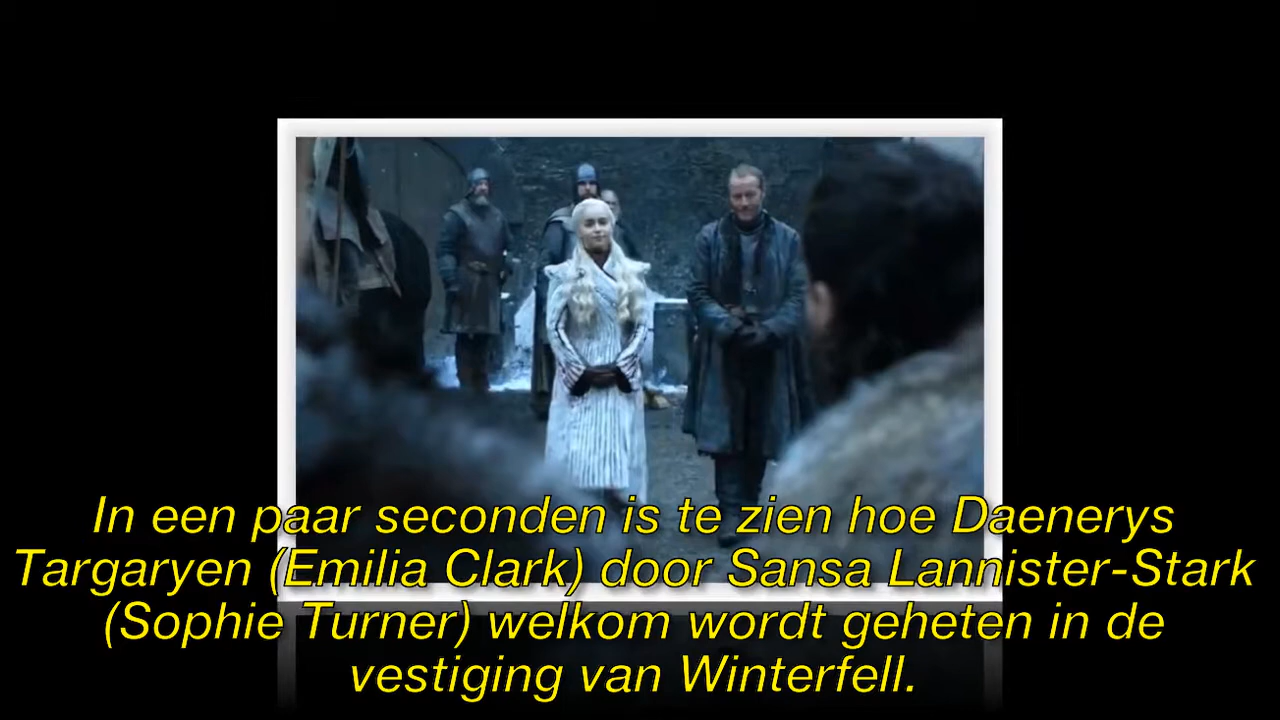 In een paar seconden is te zien hoe Daenerys
Targaryen (Emilia Clark) door Sansa Lannister-Stark
(Sophie Turner) welkom wordt geheten in de
vestiging van Winterfell.